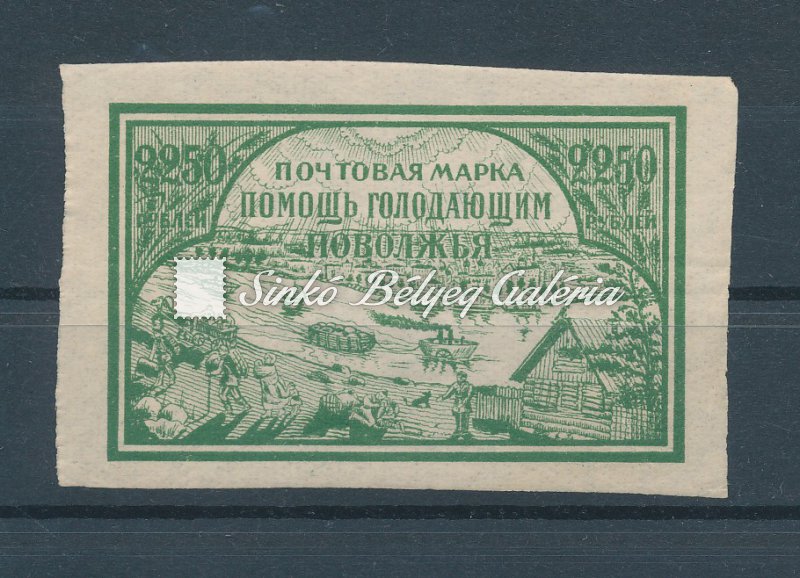 2250 ПОЧТОВАЯ МАРКА 2250
РУБЛЕЙ ПОМОЩЬ ГОЛОДАЮЩИМ РУБЛЕЙ
ПОВОЛЖЬЯ
Sinkó Bélyeg Galéria